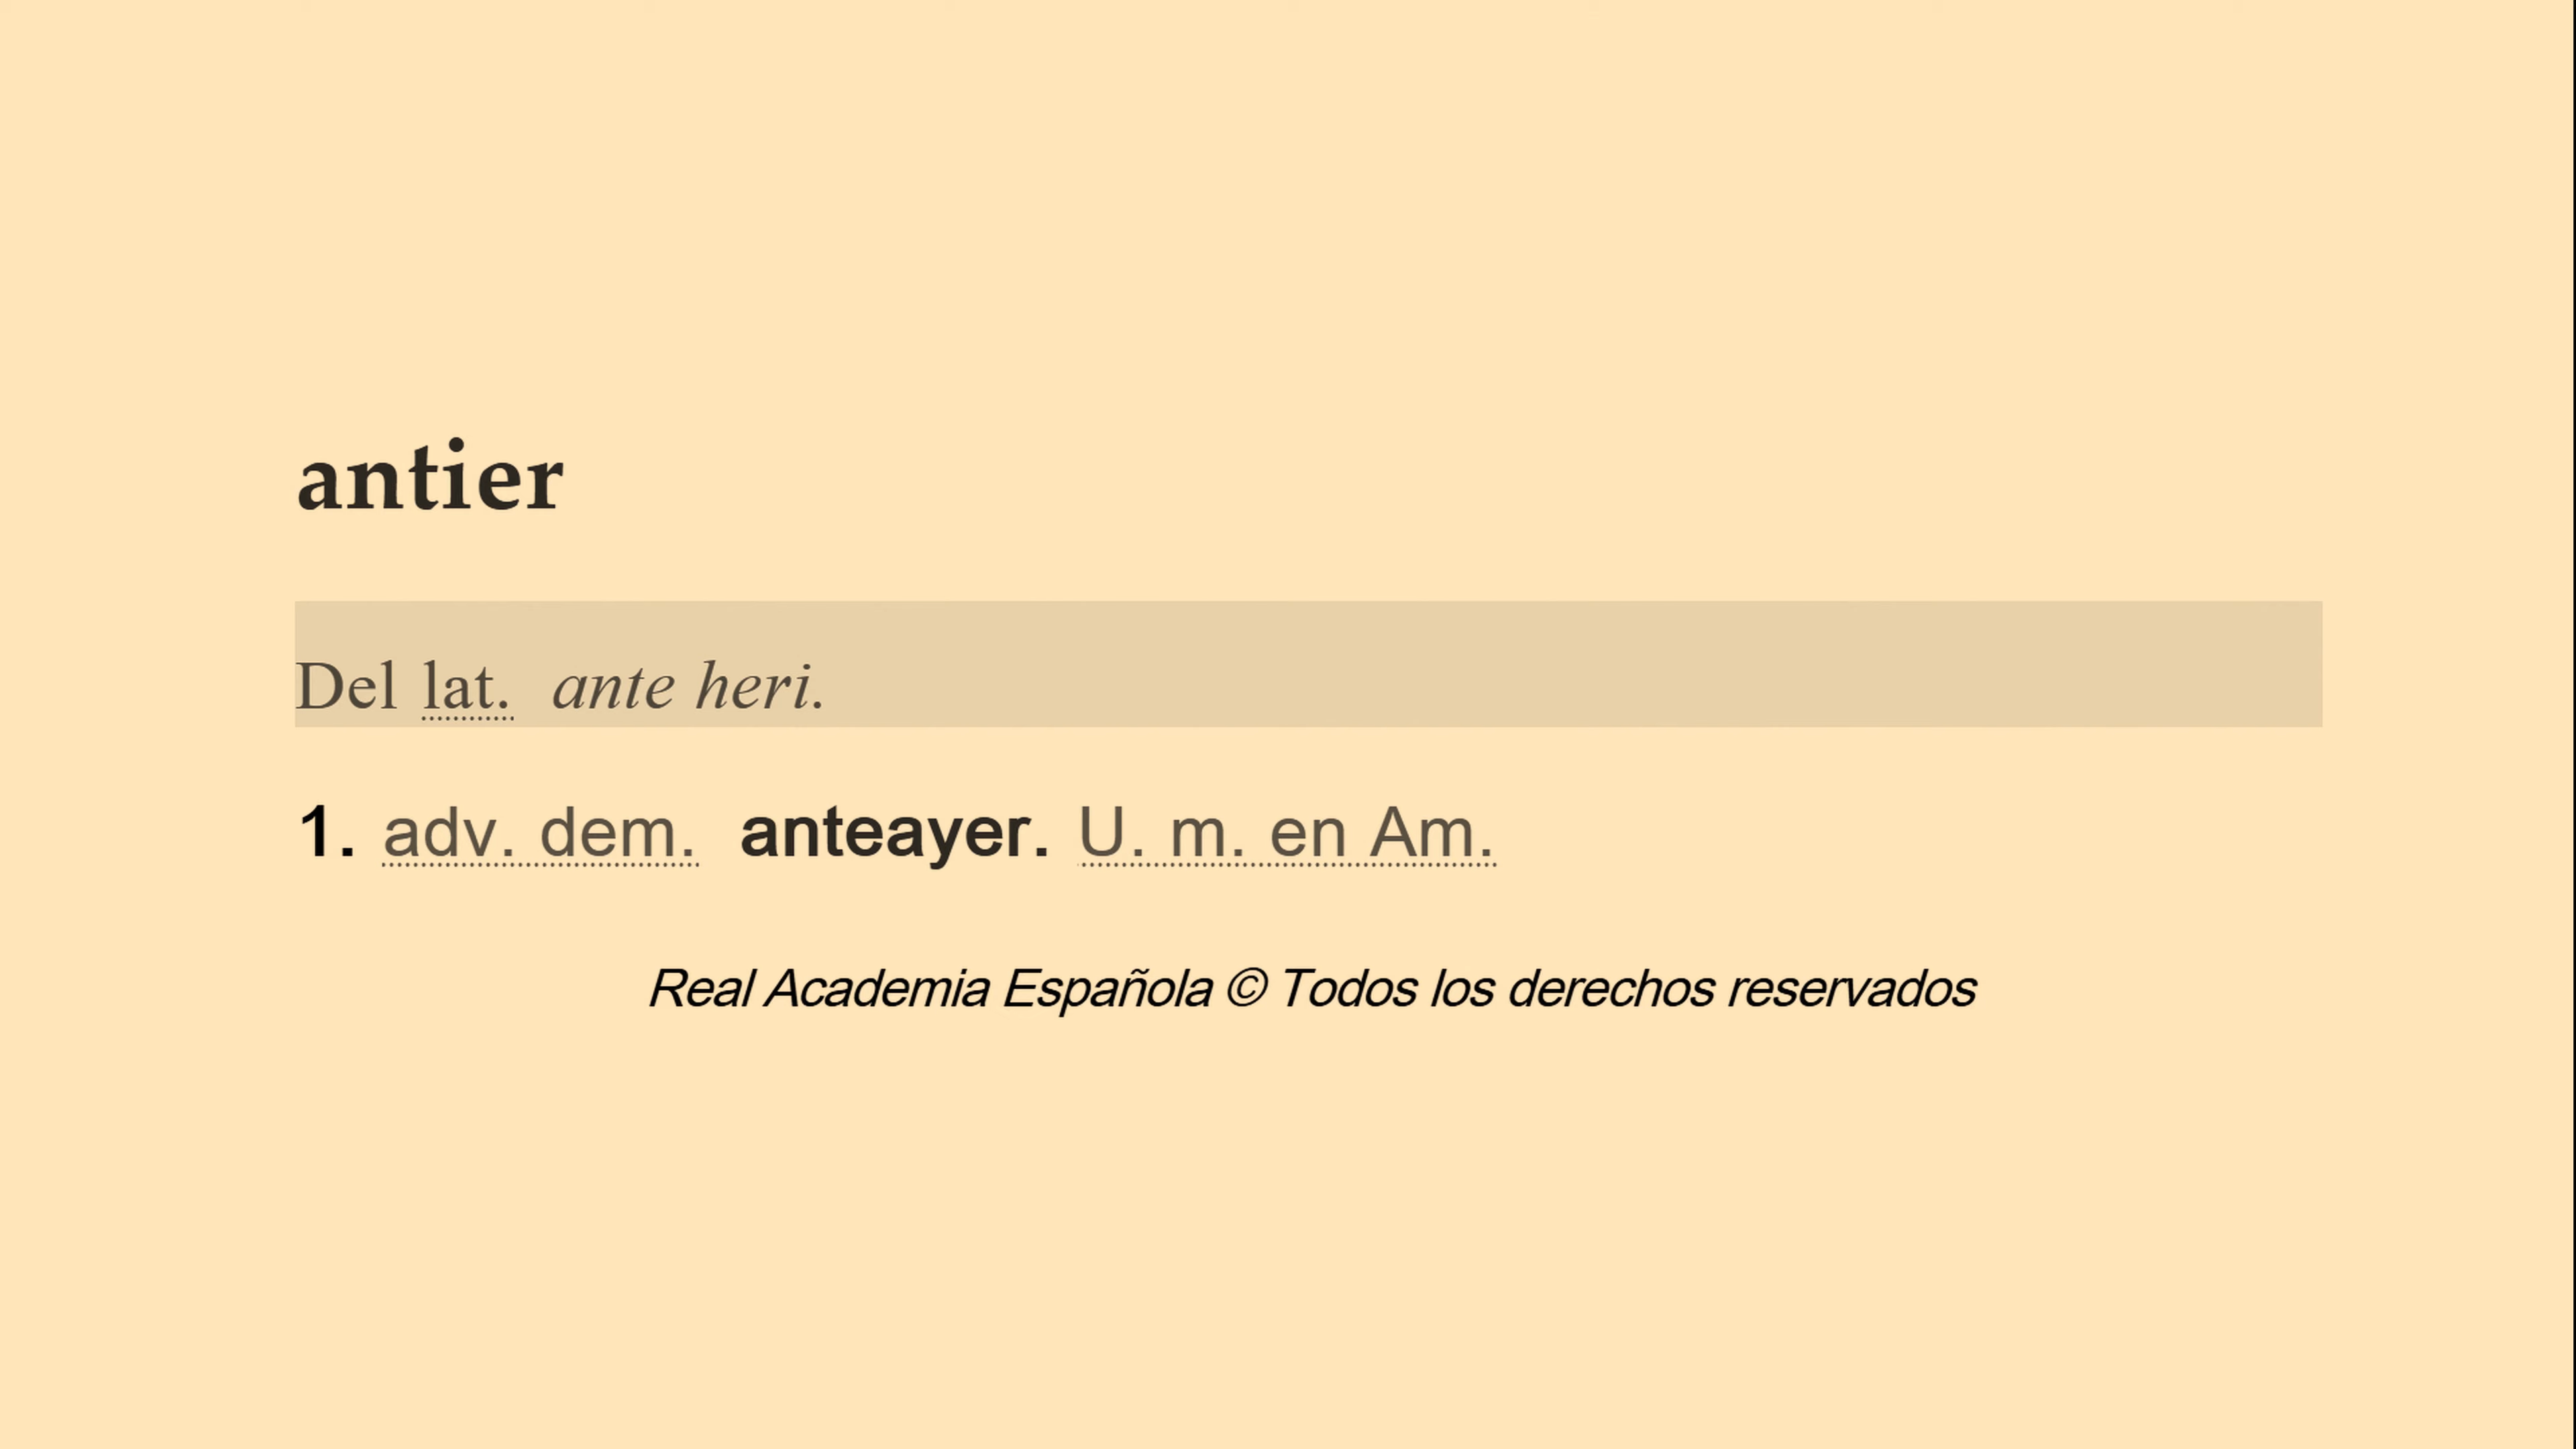 antier
Del lat. ante heri.
1. adv. dem. anteayer. U. m. en Am.
Real Academia Española © Todos los derechos reservados